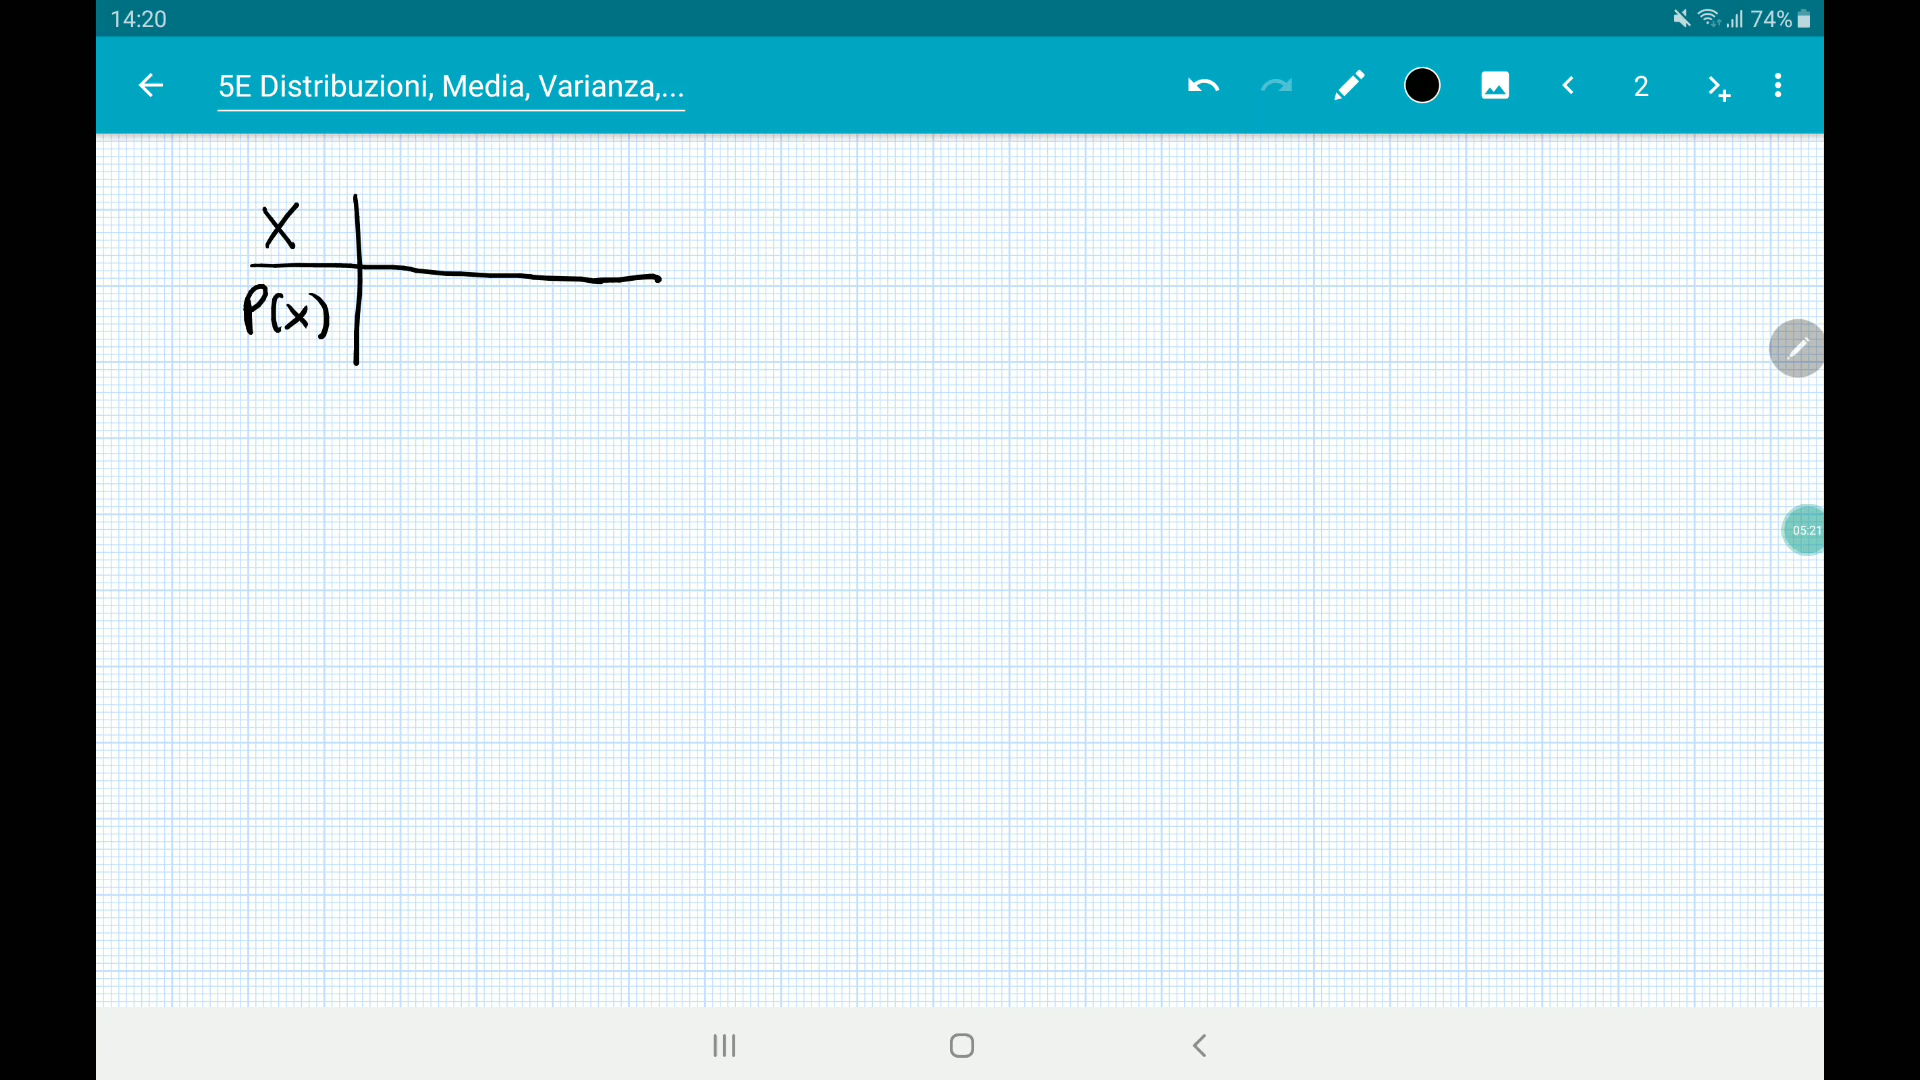 14:20
74%
5E Distribuzioni, Media, Varianza,...
2
X
P(x)
05:21